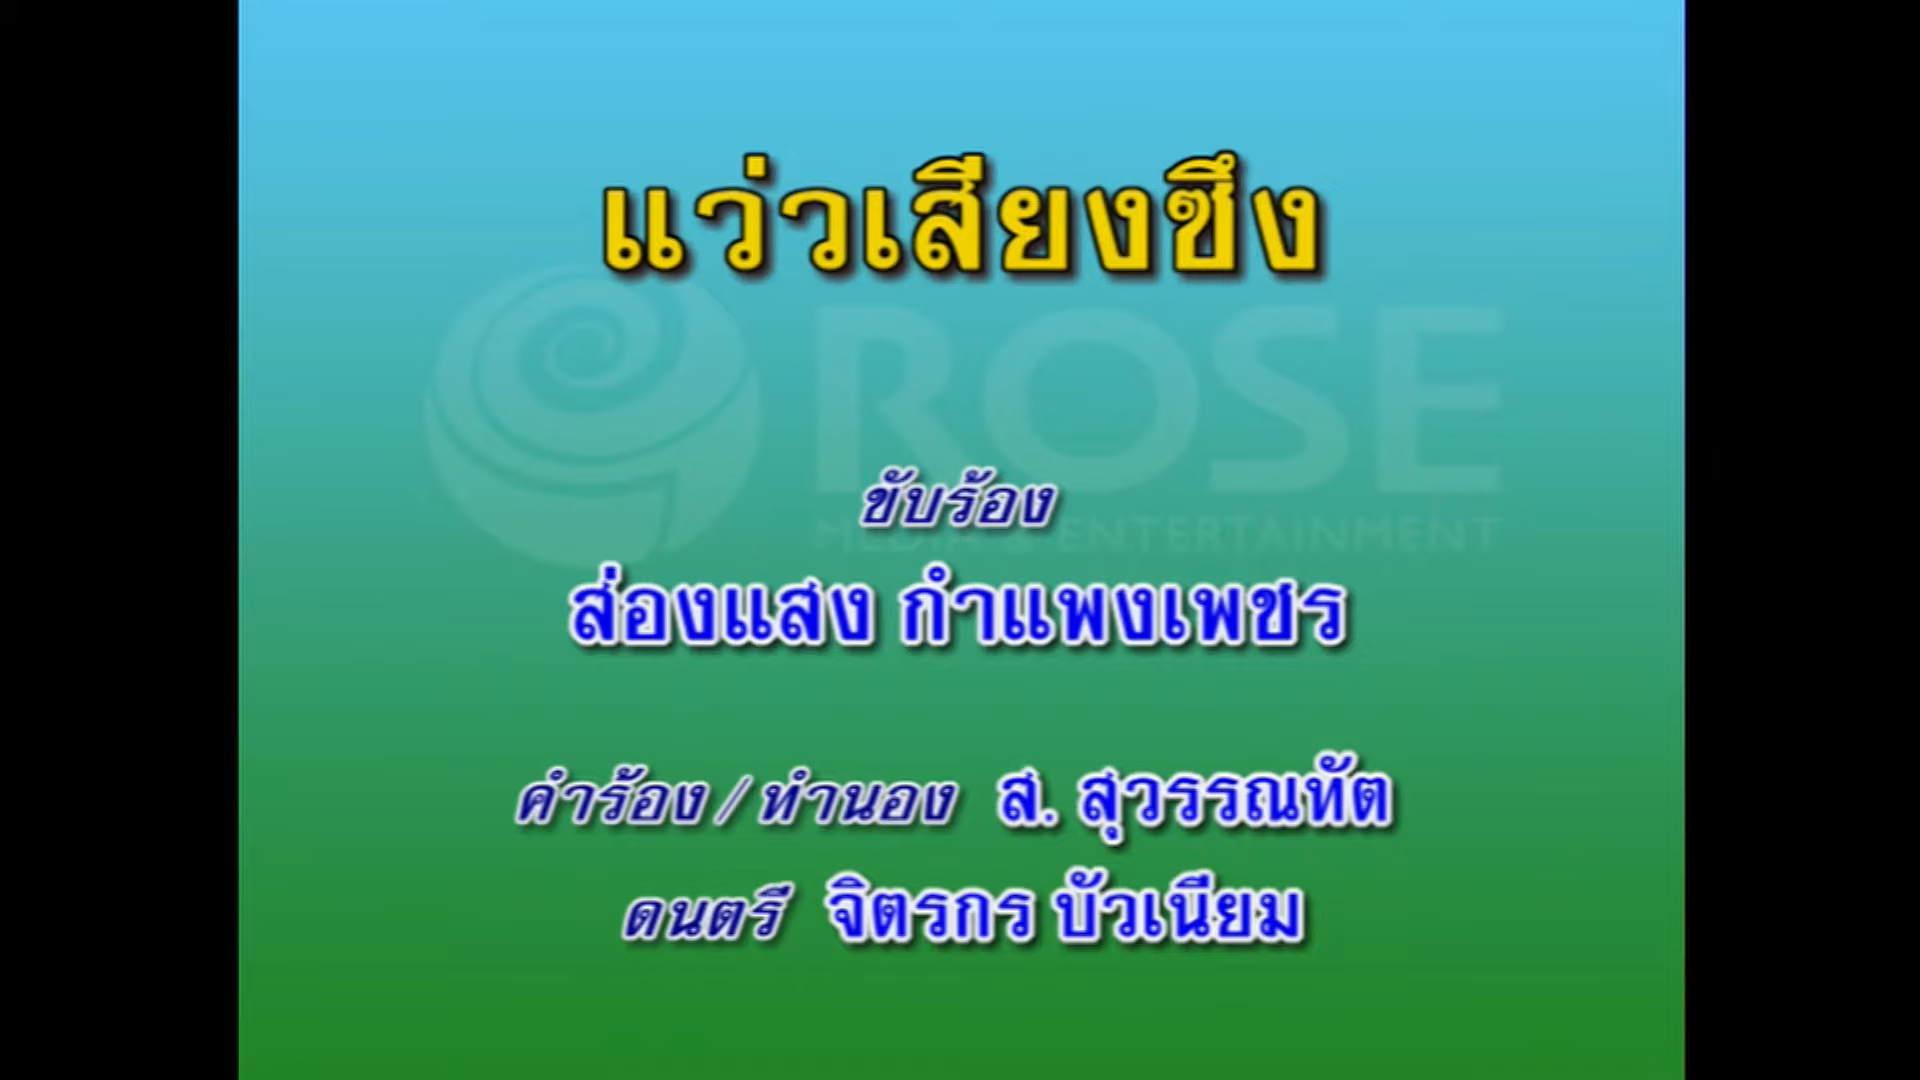 แว่วเสียงซึง
ROSE
MEDIA & ENTERTAINMENT
ขับร้อง
ส่องแสง กำแพงเพชร
คำร้อง / ทำนอง ส. สุวรรณทัต
ดนตรี จิตรกร บัวเนียม